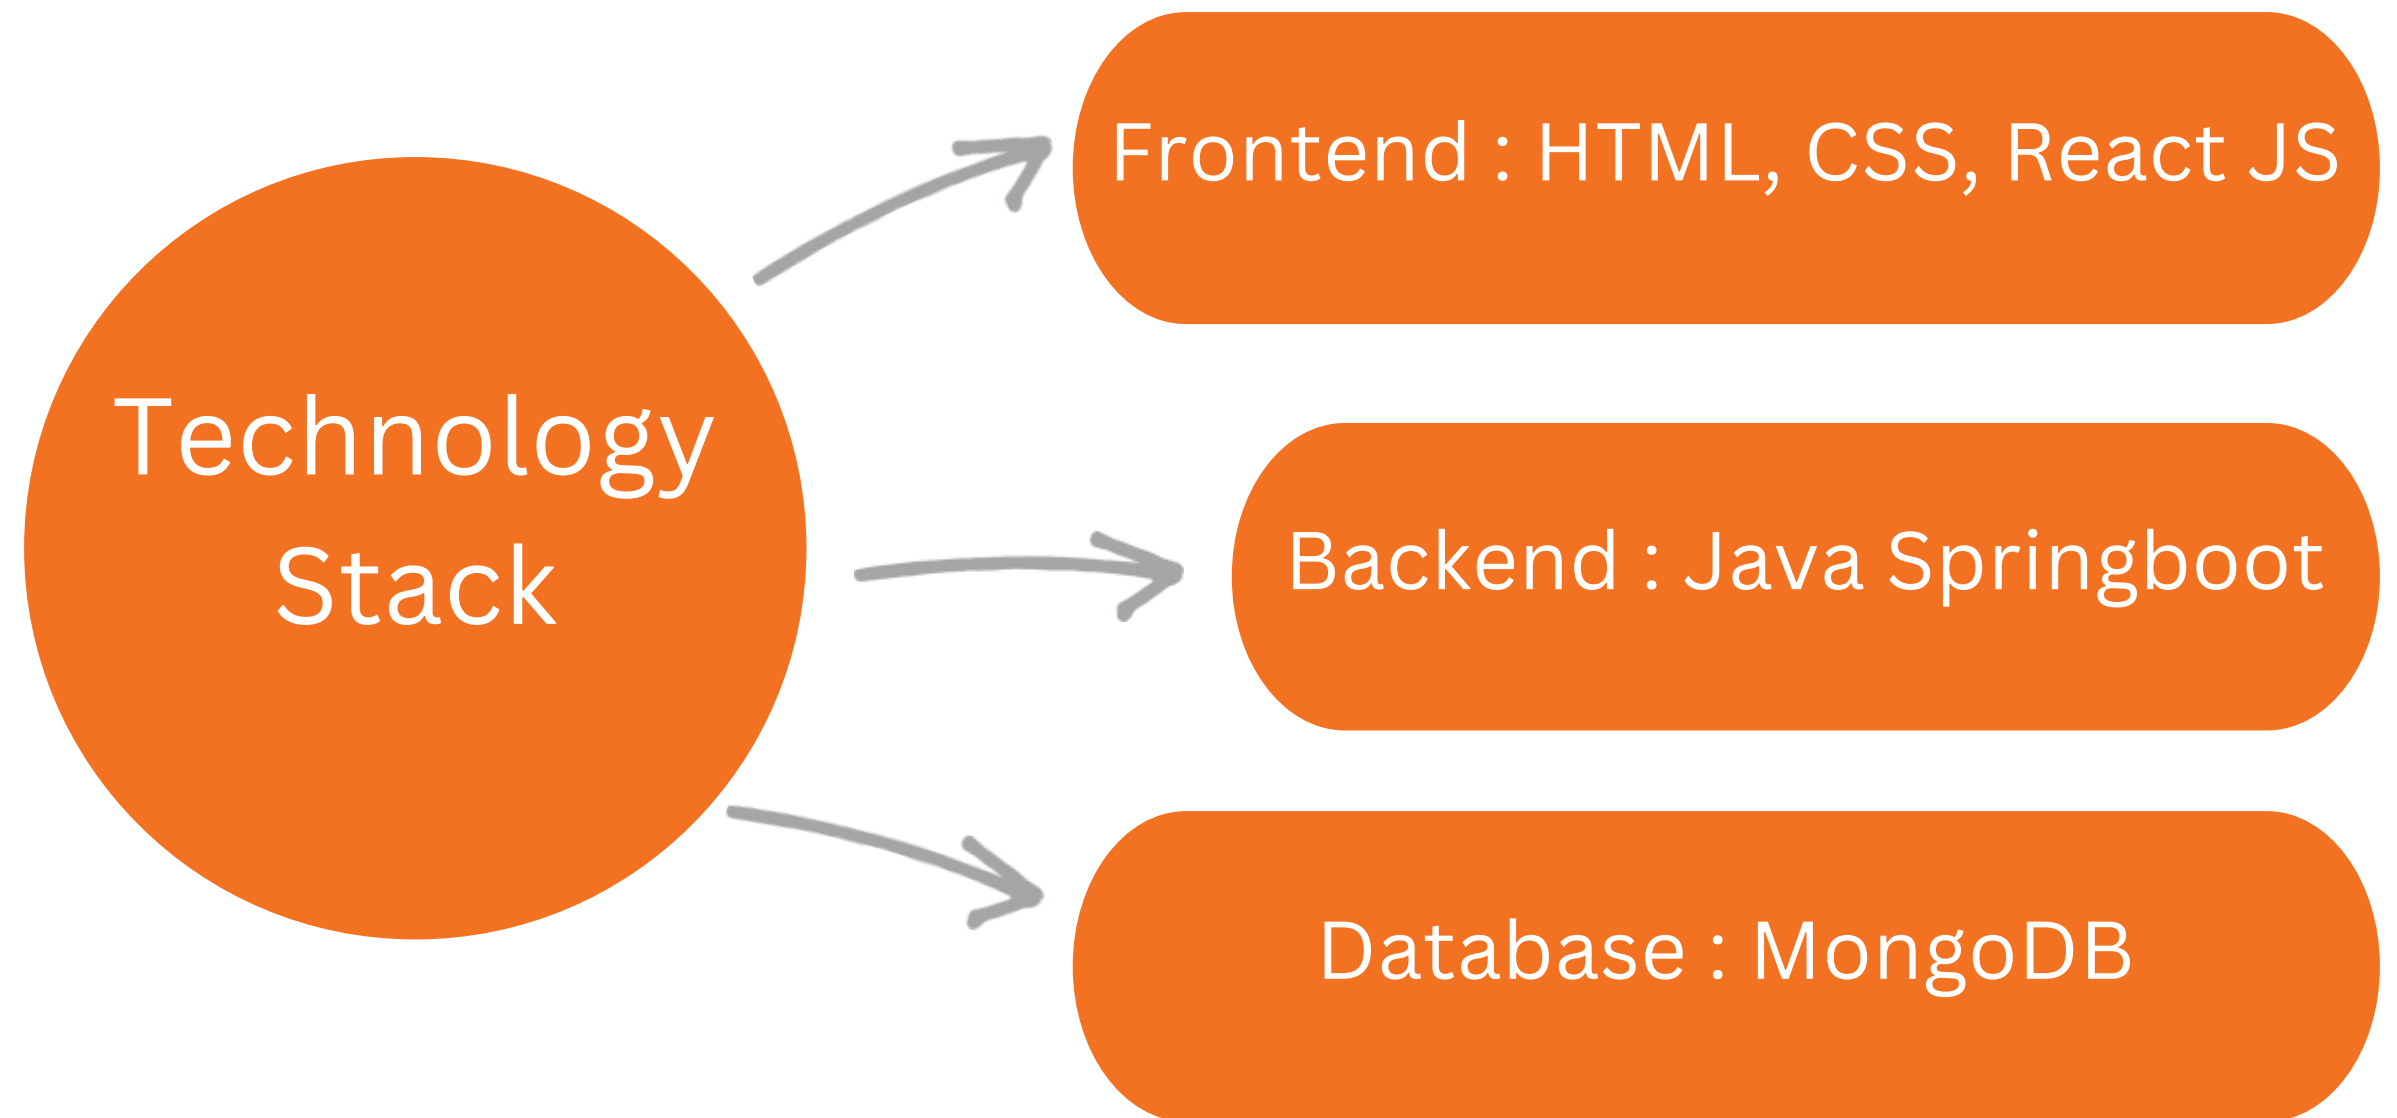 Technology
Stack
Frontend : HTML, CSS, React JS
Backend : Java Springboot
Database : MongoDB